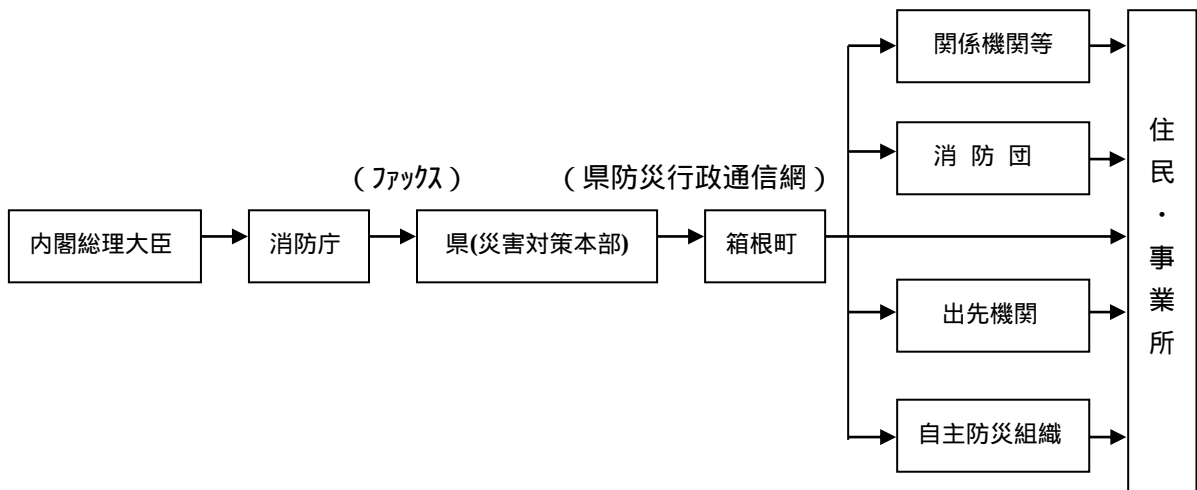 関係機関等
消 防 団
(ﾌｧｯｸｽ)
(県防災行政通信網)
内閣総理大臣
消防庁
県(災害対策本部)
箱根町
出先機関
自主防災組織
住民・事業所